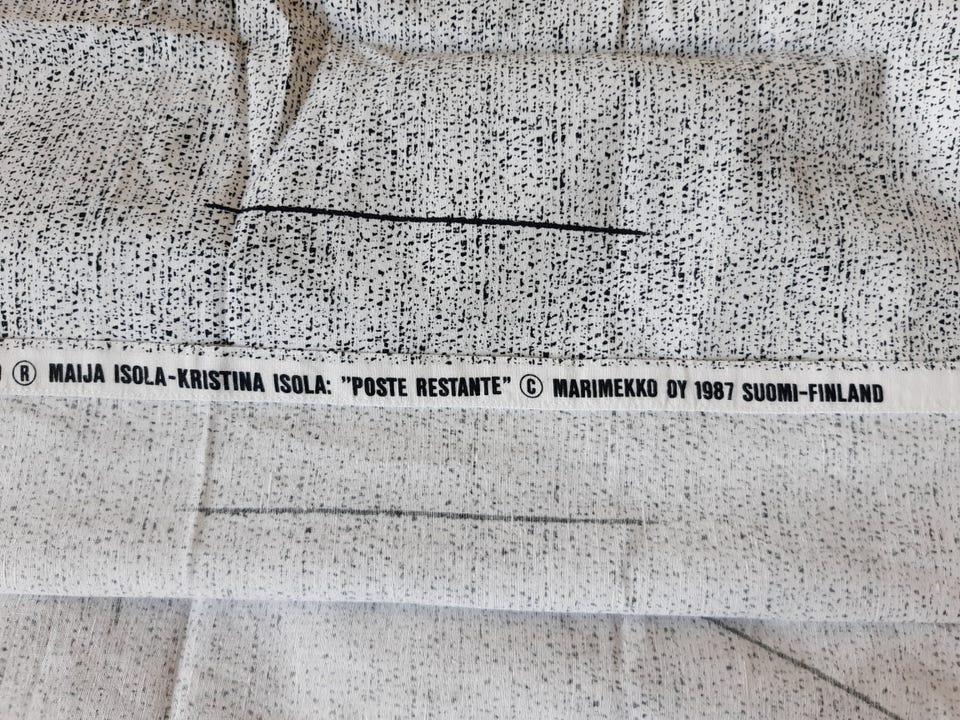 ® MAIJA ISOLA-KRISTINA ISOLA: ”POSTE RESTANTE” © MARIMEKKO OY 1987 SUOMI-FINLAND